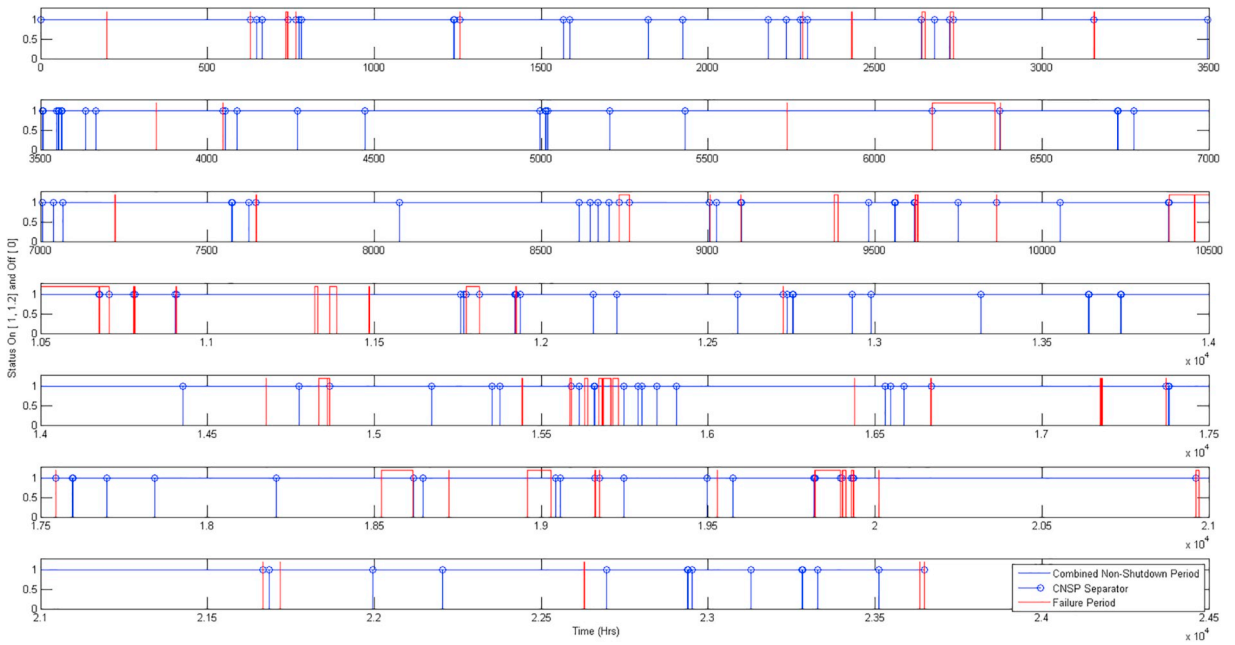 1
0.5
0
0 500 1000 1500 2000 2500 3000 3500
1
0.5
0
3500 4000 4500 5000 5500 6000 6500 7000
1
0.5
0
7000 7500 8000 8500 9000 9500 10000 10500
Status On [ 1, 1.2] and Off [ 0]
1
0.5
0
1.05 1.1 1.15 1.2 1.25 1.3 1.35 1.4
x 10⁴
1
0.5
0
1.4 1.45 1.5 1.55 1.6 1.65 1.7 1.75
x 10⁴
1
0.5
0
1.75 1.8 1.85 1.9 1.95 2 2.05 2.1
x 10⁴
1
0.5
0
Combined Non-Shutdown Period
CNSP Separator
Failure Period
2.1 2.15 2.2 2.25 2.3 2.35 2.4 2.45
Time (Hrs)
x 10⁴